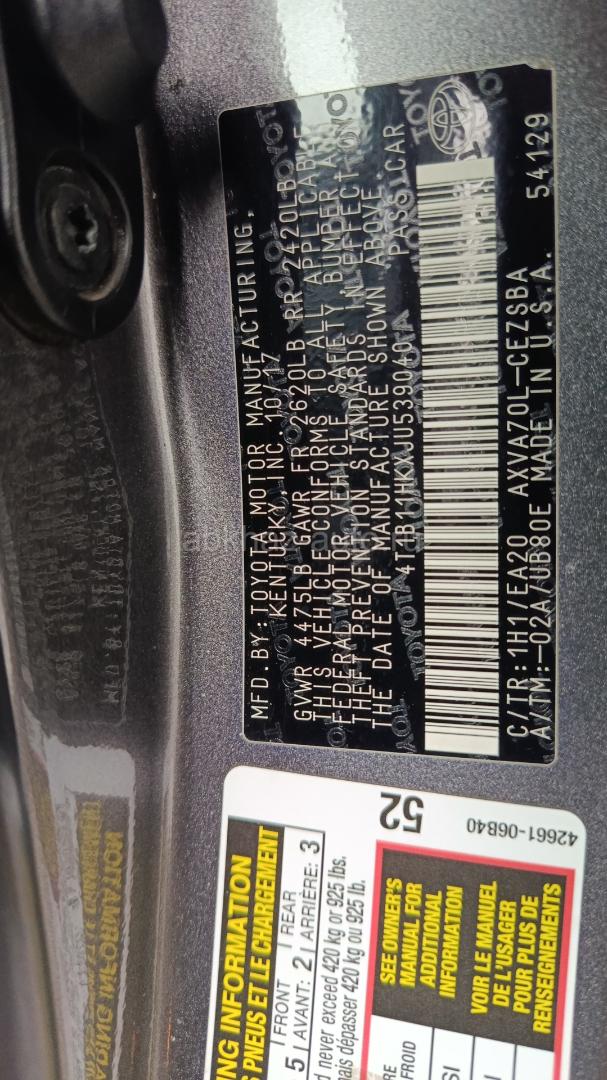 MFD.BY:TOYOTA MOTOR MANUFACTURING,
KENTUCKY, INC. 10/17
GVWR 4475LB GAWR FR 2620LB RR 2420LB
THIS VEHICLE CONFORMS TO ALL APPLICABLE
FEDERAL MOTOR VEHICLE SAFETY BUMPER &
THEFT PREVENTION STANDARDS IN EFFECT ON
THE DATE OF MANUFACTURE SHOWN ABOVE.
4T1B11HKXJU539040 PASS.CAR
C/TR:1H1/EA20 AXVA70L-CEZSBA 54129
A/TM:-02A/UB80E MADE IN U.S.A.
ING INFORMATION
PNEUS ET LE CHARGEMENT
5 FRONT 2 REAR 3
AVANT: ARRIÈRE:
never exceed 420 kg or 925 lbs.
mais dépasser 420 kg ou 925 lb.
52
SEE OWNER'S
MANUAL FOR
ADDITIONAL
INFORMATION
VOIR LE MANUEL
DE L'USAGER
POUR PLUS DE
RENSEIGNEMENTS
42661-06B40
FROID